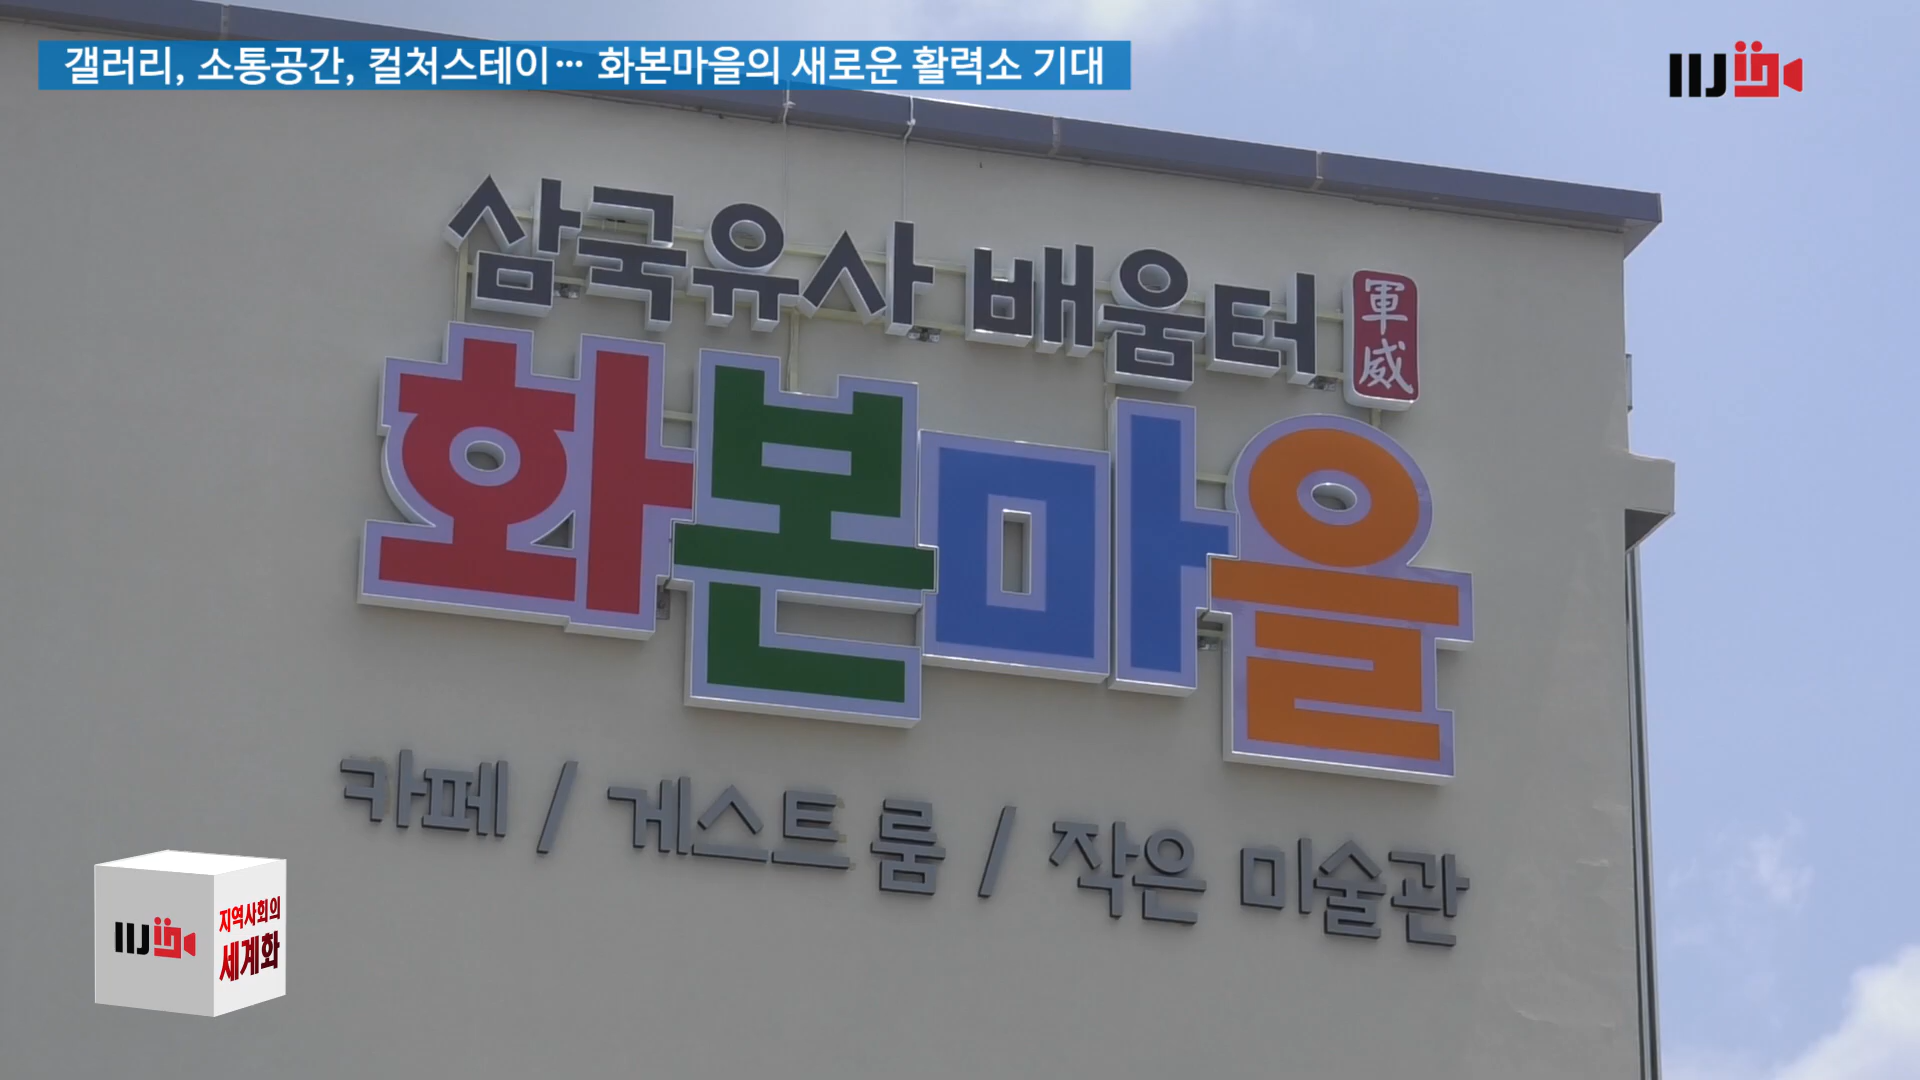 갤러리, 소통공간, 컬처스테이… 화본마을의 새로운 활력소 기대
삼국유사 배움터
軍威
화본마을
카페 / 게스트 룸 / 작은 미술관
지역사회의
세계화